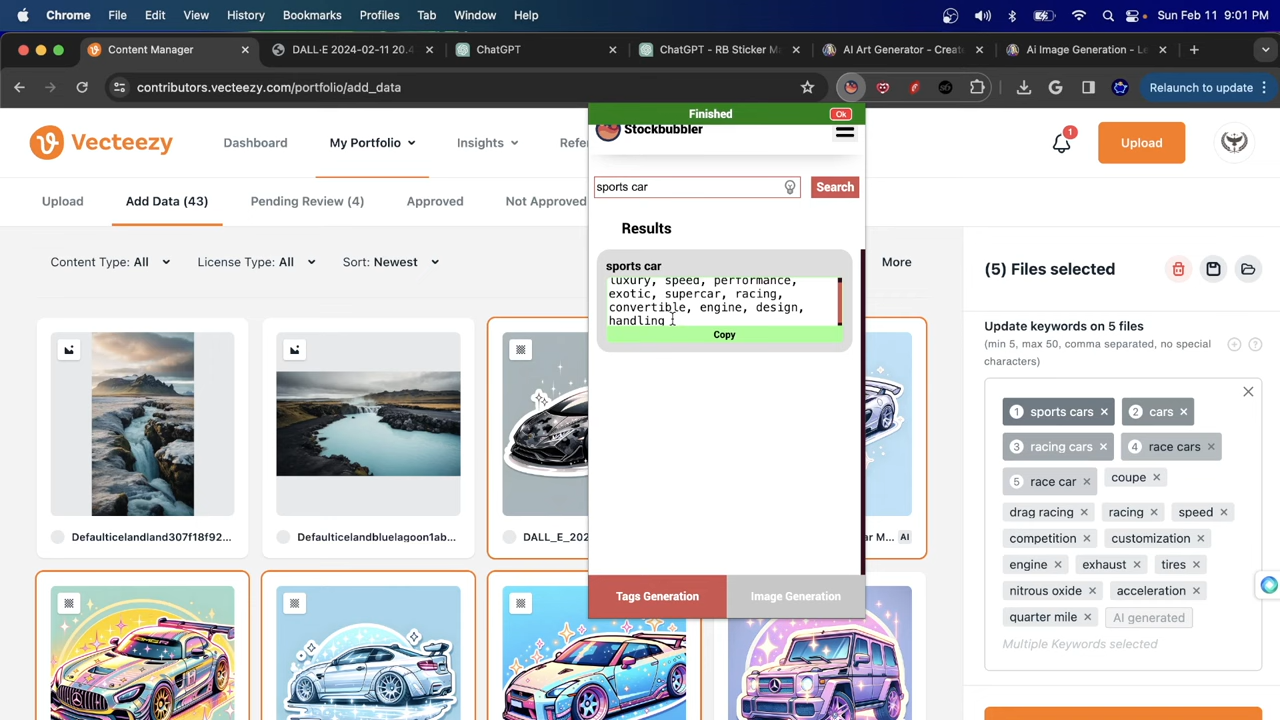 Chrome File Edit View History Bookmarks Profiles Tab Window Help Sun Feb 11 9:01 PM
Content Manager DALL·E 2024-02-11 20.4 ChatGPT ChatGPT - RB Sticker M AI Art Generator - Create Ai Image Generation - Le
contributors.vecteezy.com/portfolio/add_data Relaunch to update
Finished Ok
Stockbubbler
Vecteezy Dashboard My Portfolio Insights Refe 1 Upload
sports car Search
Upload Add Data (43) Pending Review (4) Approved Not Approved
Results
Content Type: All License Type: All Sort: Newest More
(5) Files selected
sports car
luxury, speed, performance,
exotic, supercar, racing,
convertible, engine, design,
handling
Copy
Update keywords on 5 files
(min 5, max 50, comma separated, no special
characters)
1 sports cars 2 cars
3 racing cars 4 race cars
5 race car coupe
drag racing racing speed
competition customization
engine exhaust tires
nitrous oxide acceleration
quarter mile AI generated
Multiple Keywords selected
Defaulticelandland307f18f92... Defaulticelandbluelagoon1ab... DALL_E_202 ar M... AI
Tags Generation Image Generation